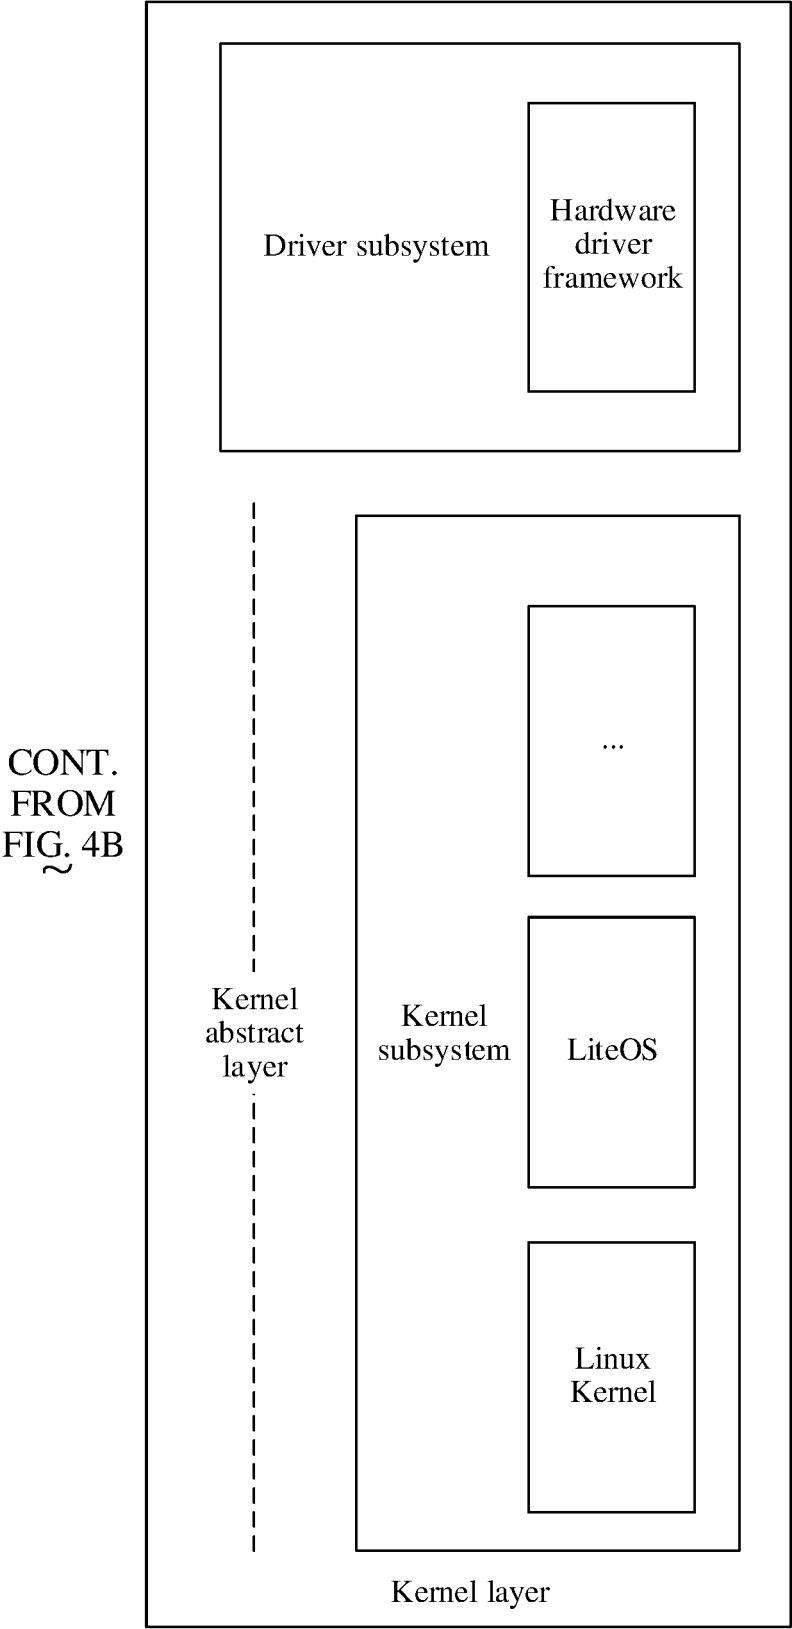 Driver subsystem
Hardware
driver
framework
CONT.
FROM
FIG. 4B
Kernel
abstract
layer
Kernel
subsystem
...
LiteOS
Linux
Kernel
Kernel layer